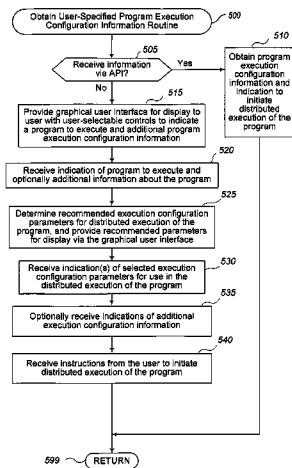 Obtain User-Specified Program Execution
Configuration Information Routine
500
505
Receive information
via API?
Yes
No
510
Obtain program
execution
configuration
information and
indication to
initiate
distributed
execution of the
program
515
Provide graphical user interface for display to
user with user-selectable controls to indicate
a program to execute and additional program
execution configuration information
520
Receive indication of program to execute and
optionally additional information about the program
525
Determine recommended execution configuration
parameters for distributed execution of the
program, and provide recommended parameters
for display via the graphical user interface
530
Receive indication(s) of selected execution
configuration parameters for use in the
distributed execution of the program
535
Optionally receive indications of additional
execution configuration information
540
Receive instructions from the user to initiate
distributed execution of the program
599
RETURN